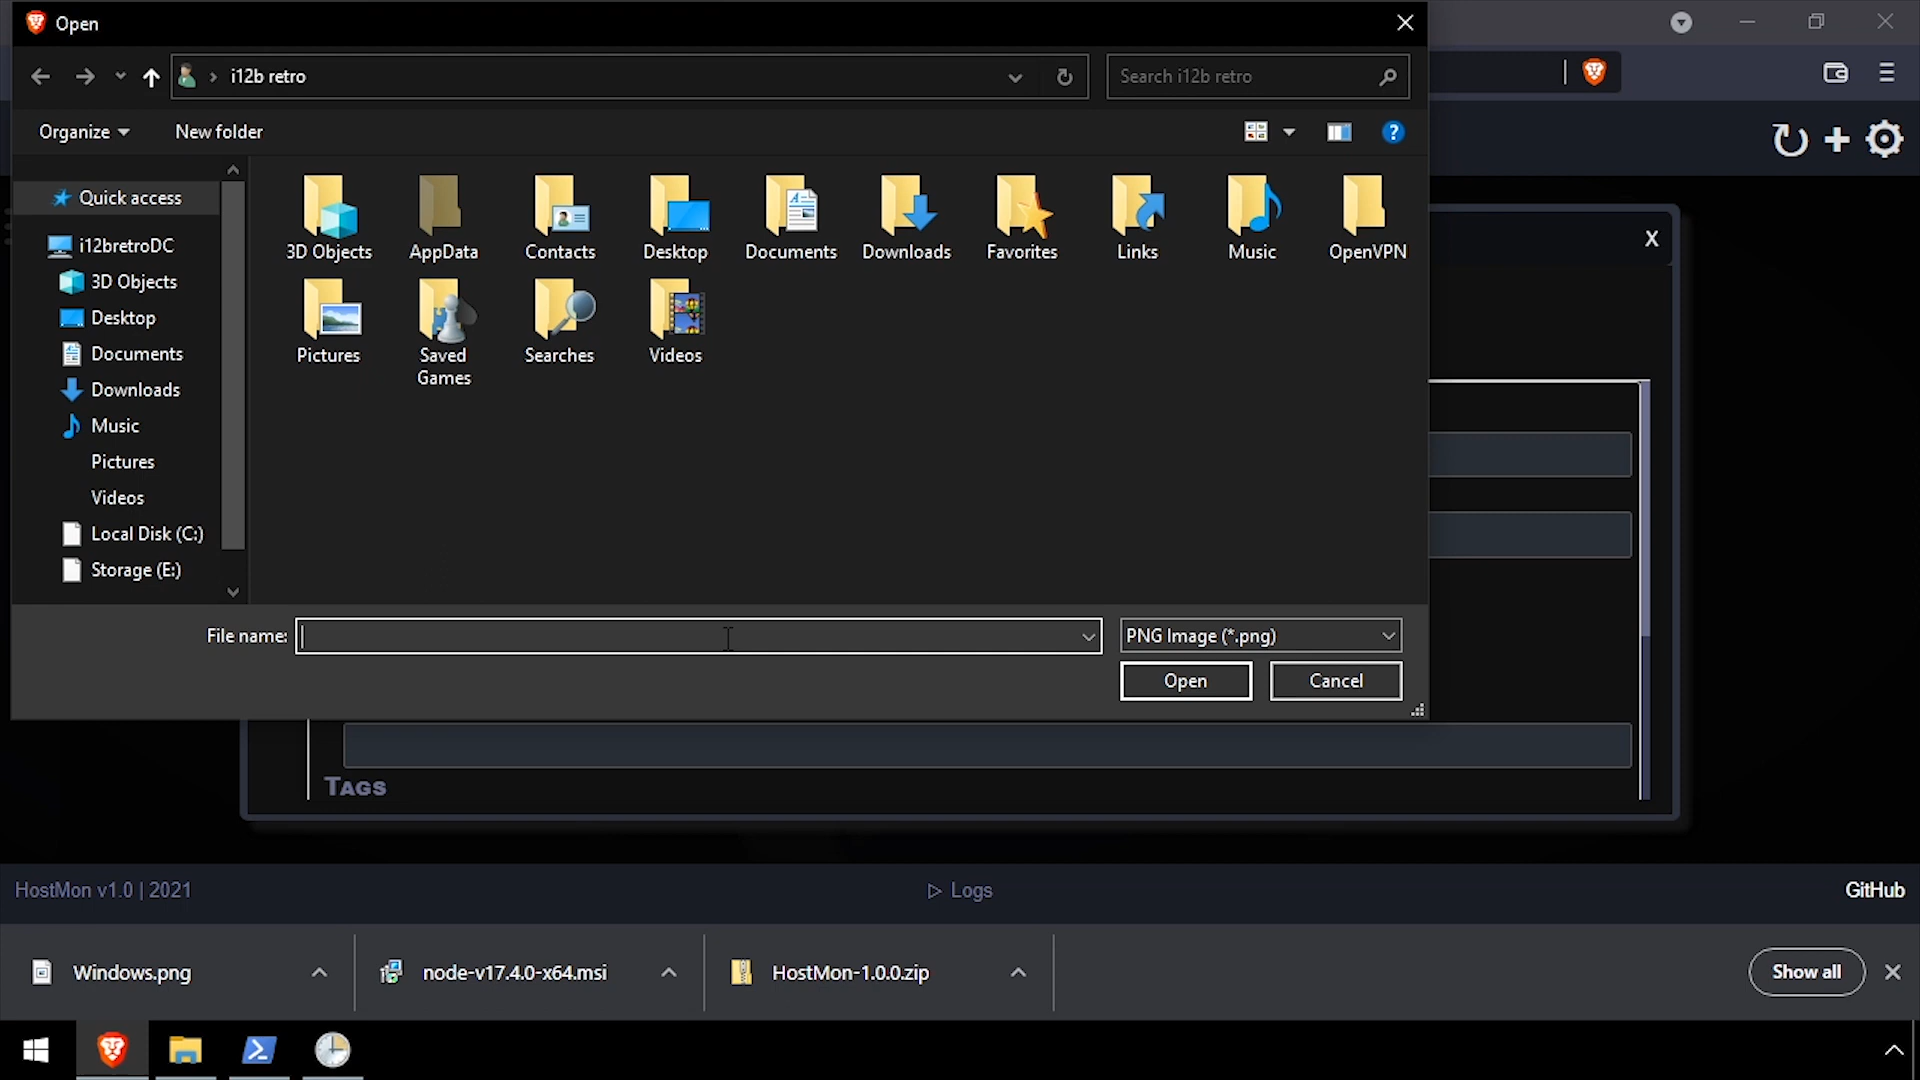 Open
i12b retro
Search i12b retro
Organize
New folder
Quick access
i12bretroDC
3D Objects
Desktop
Documents
Downloads
Music
Pictures
Videos
Local Disk (C:)
Storage (E:)
3D Objects
AppData
Contacts
Desktop
Documents
Downloads
Favorites
Links
Music
OpenVPN
Pictures
Saved
Games
Searches
Videos
X
File name:
PNG Image (*.png)
Open
Cancel
TAGS
HostMon v1.0 | 2021
Logs
GitHub
Windows.png
node-v17.4.0-x64.msi
HostMon-1.0.0.zip
Show all